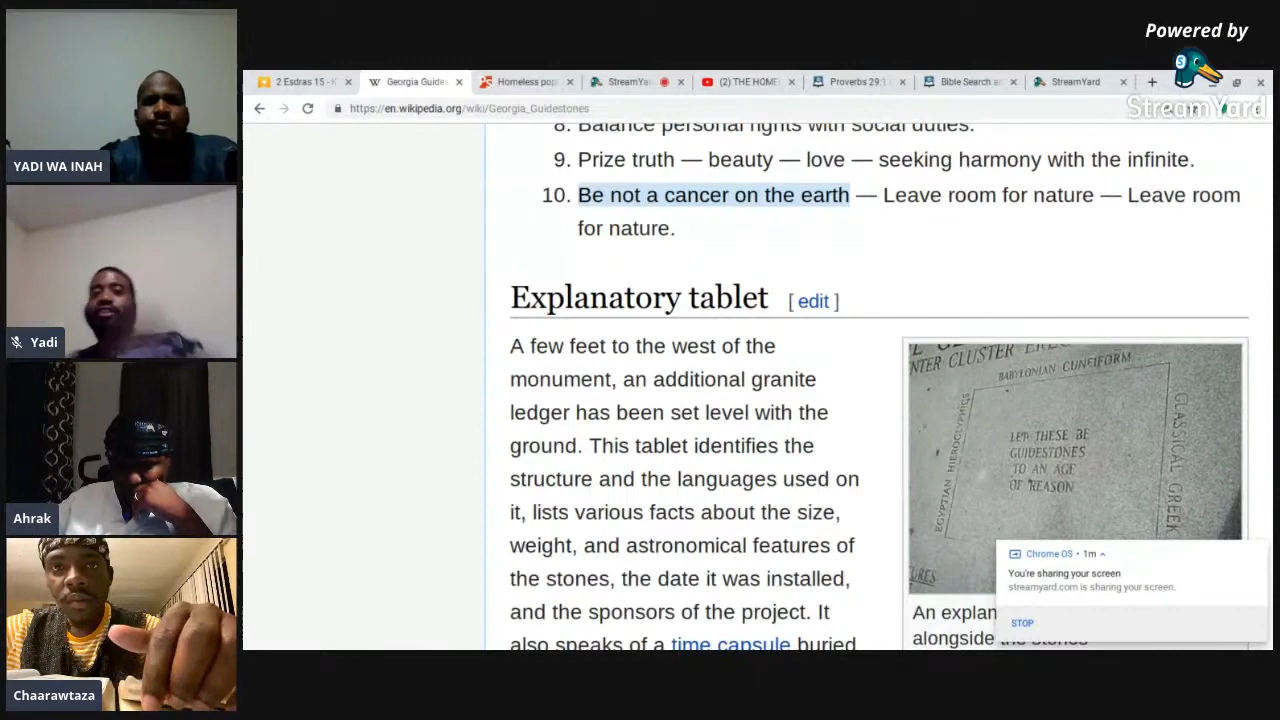 Powered by
StreamYard
YADI WA INAH
Yadi
Ahrak
Chaarawtaza
2 Esdras 15 - K
Georgia Guide
Homeless pop
StreamYa
(2) THE HOME
Proverbs 29:1
Bible Search a
StreamYard
https://en.wikipedia.org/wiki/Georgia_Guidestones
8. Balance personal rights with social duties.
9. Prize truth — beauty — love — seeking harmony with the infinite.
10. Be not a cancer on the earth — Leave room for nature — Leave room
for nature.
Explanatory tablet [ edit ]
A few feet to the west of the
monument, an additional granite
ledger has been set level with the
ground. This tablet identifies the
structure and the languages used on
it, lists various facts about the size,
weight, and astronomical features of
the stones, the date it was installed,
and the sponsors of the project. It
also speaks of a time capsule buried
NTER CLUSTER
BABYLONIAN CUNEIFORM
EGYPTIAN HIEROGLYPHICS
CLASSICAL GREEK
LET THESE BE
GUIDESTONES
TO AN AGE
OF REASON
URES
An explan
alongside the stones
Chrome OS • 1m
You're sharing your screen
streamyard.com is sharing your screen.
STOP